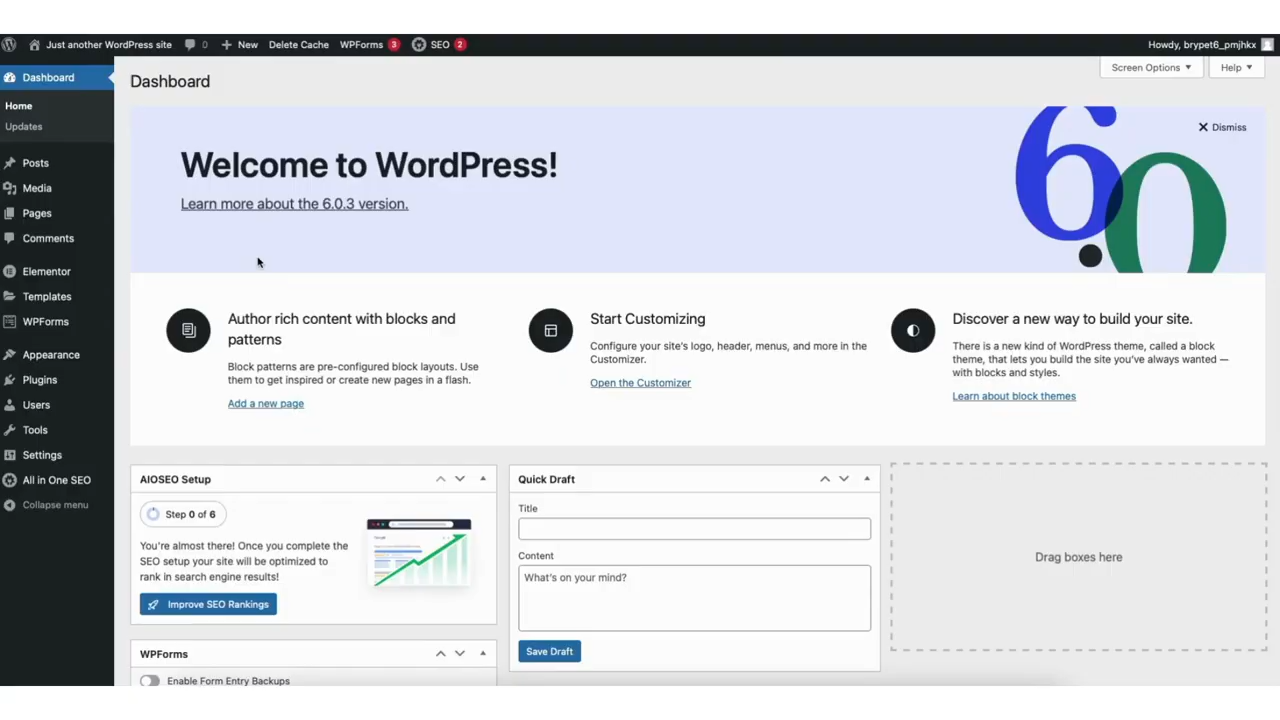 Just another WordPress site 0 New Delete Cache WPForms 3 SEO 2 Howdy, brypet6_pmjhkx
Dashboard
Home
Updates
Posts
Media
Pages
Comments
Elementor
Templates
WPForms
Appearance
Plugins
Users
Tools
Settings
All in One SEO
Collapse menu
Screen Options Help
Dashboard
Dismiss
Welcome to WordPress!
Learn more about the 6.0.3 version.
6.0
Author rich content with blocks and
patterns
Block patterns are pre-configured block layouts. Use
them to get inspired or create new pages in a flash.
Add a new page
Start Customizing
Configure your site's logo, header, menus, and more in the
Customizer.
Open the Customizer
Discover a new way to build your site.
There is a new kind of WordPress theme, called a block
theme, that lets you build the site you've always wanted —
with blocks and styles.
Learn about block themes
AIOSEO Setup
Step 0 of 6
You're almost there! Once you complete the
SEO setup your site will be optimized to
rank in search engine results!
Improve SEO Rankings
WPForms
Enable Form Entry Backups
Quick Draft
Title
Content
What's on your mind?
Save Draft
Drag boxes here